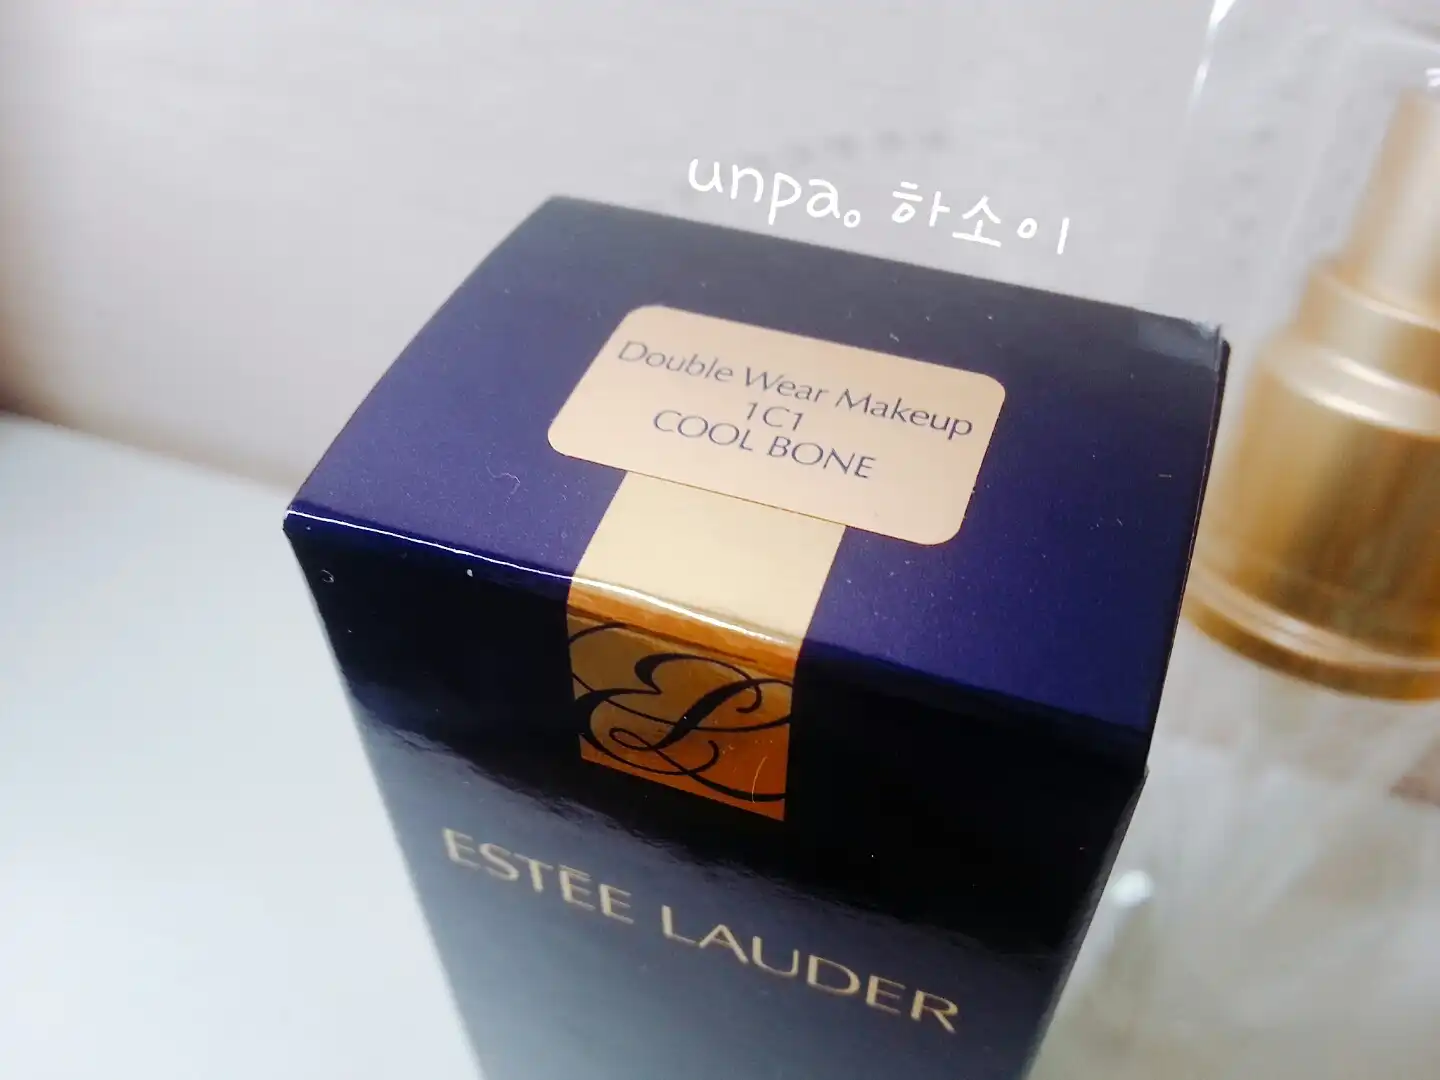 unpa。하소이
Double Wear Makeup
1C1
COOL BONE
ESTĒE LAUDER